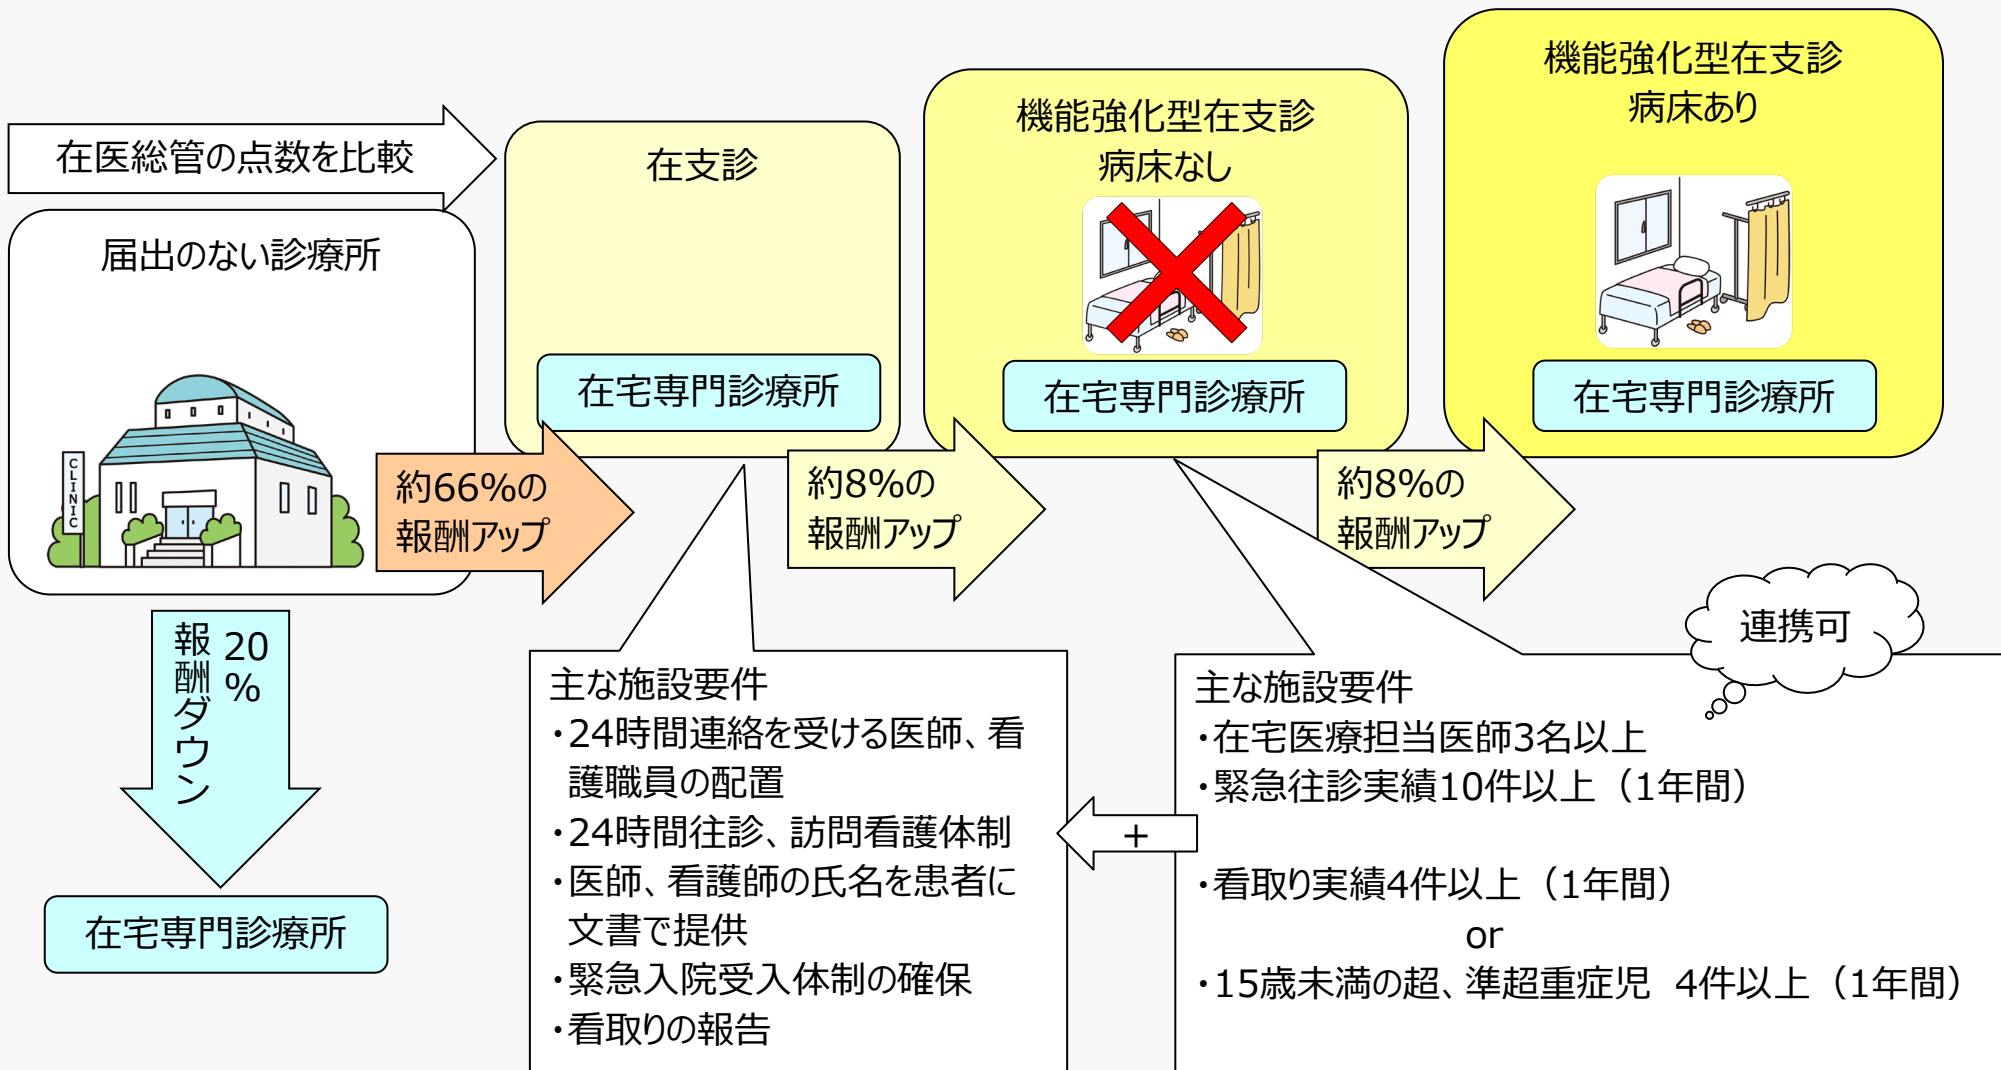 在医総管の点数を比較
届出のない診療所
CLINIC
約66%の
報酬アップ
20%
報酬ダウン
在宅専門診療所
在支診
在宅専門診療所
約8%の
報酬アップ
機能強化型在支診
病床なし
在宅専門診療所
約8%の
報酬アップ
機能強化型在支診
病床あり
在宅専門診療所
主な施設要件
・24時間連絡を受ける医師、看
護職員の配置
・24時間往診、訪問看護体制
・医師、看護師の氏名を患者に
文書で提供
・緊急入院受入体制の確保
・看取りの報告
+
連携可
主な施設要件
・在宅医療担当医師3名以上
・緊急往診実績10件以上（1年間）
・看取り実績4件以上（1年間）
or
・15歳未満の超、準超重症児 4件以上（1年間）